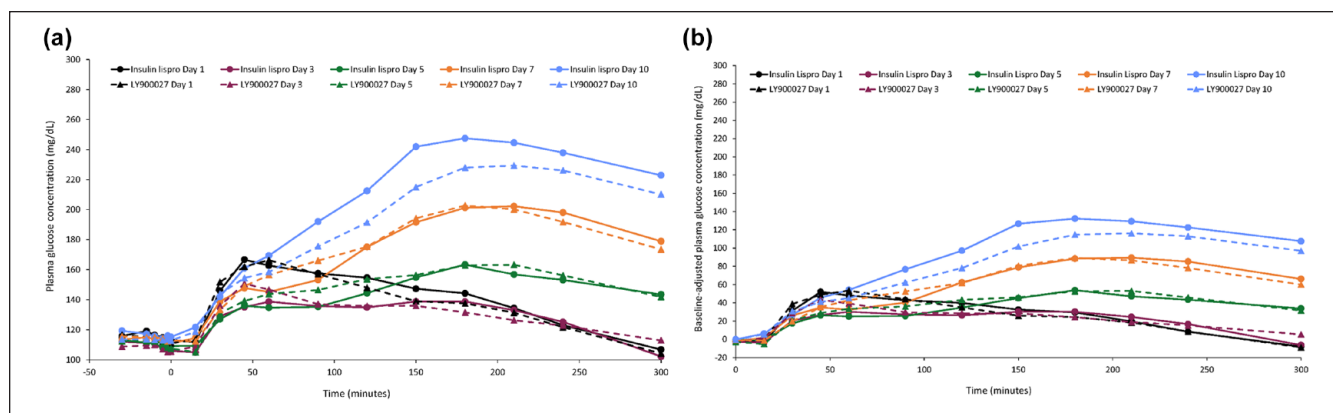 (a)
300
280
260
240
220
200
180
160
140
120
100
Plasma glucose concentration (mg/dL)
Insulin lispro Day 1 Insulin lispro Day 3 Insulin lispro Day 5 Insulin lispro Day 7 Insulin lispro Day 10
LY900027 Day 1 LY900027 Day 3 LY900027 Day 5 LY900027 Day 7 LY900027 Day 10
-50 0 50 100 150 200 250 300
Time (minutes)
(b)
300
280
260
240
220
200
180
160
140
120
100
80
60
40
20
0
-20
Baseline-adjusted plasma glucose concentration (mg/dL)
Insulin Lispro Day 1 Insulin Lispro Day 3 Insulin Lispro Day 5 Insulin Lispro Day 7 Insulin Lispro Day 10
LY900027 Day 1 LY900027 Day 3 LY900027 Day 5 LY900027 Day 7 LY900027 Day 10
0 50 100 150 200 250 300
Time (minutes)